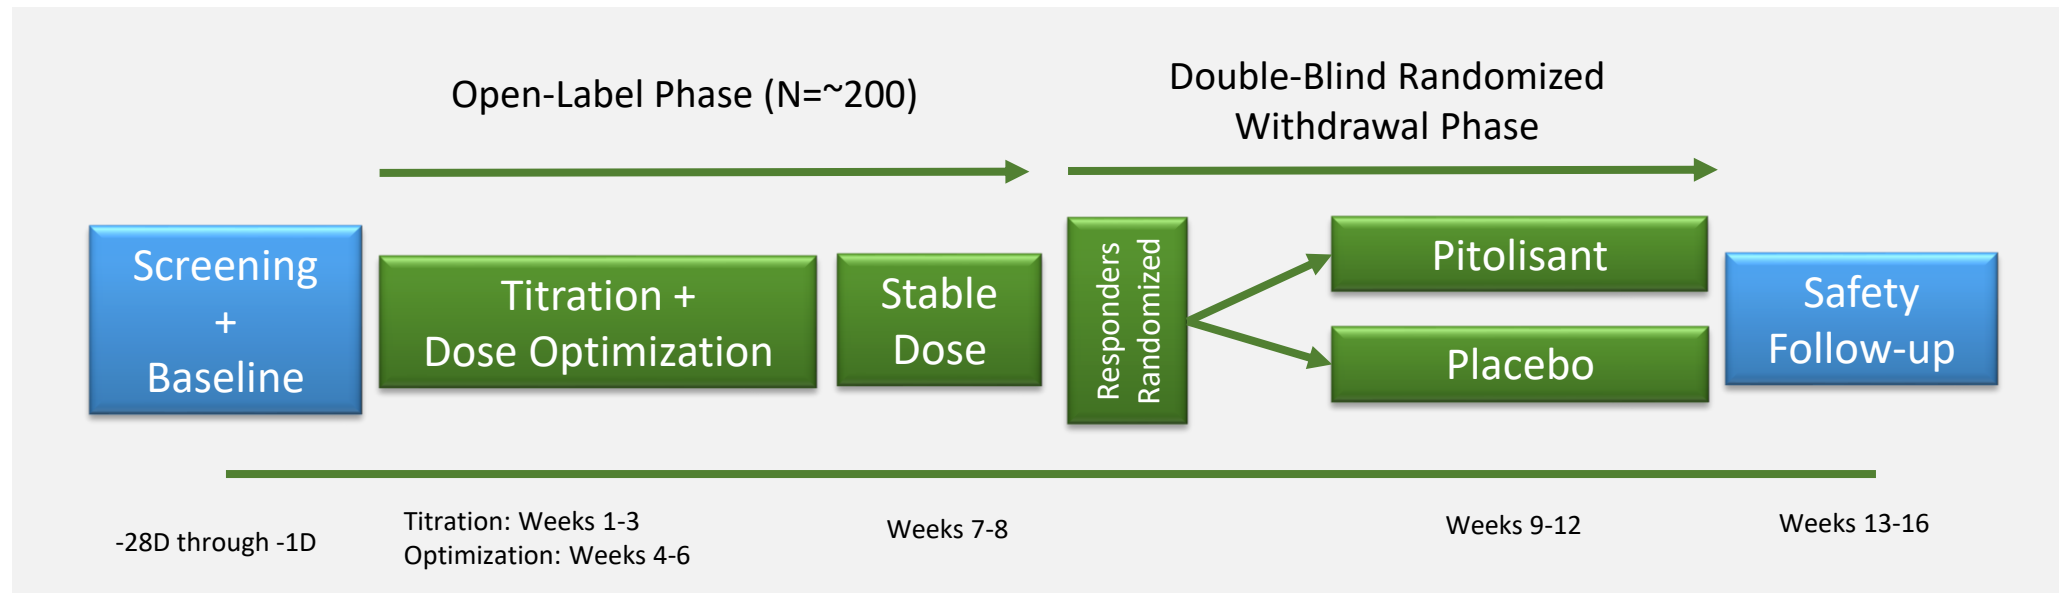 Open-Label Phase (N=~200)
Double-Blind Randomized
Withdrawal Phase
Screening
+
Baseline
Titration +
Dose Optimization
Stable
Dose
Responders
Randomized
Pitolisant
Placebo
Safety
Follow-up
-28D through -1D
Titration: Weeks 1-3
Optimization: Weeks 4-6
Weeks 7-8
Weeks 9-12
Weeks 13-16